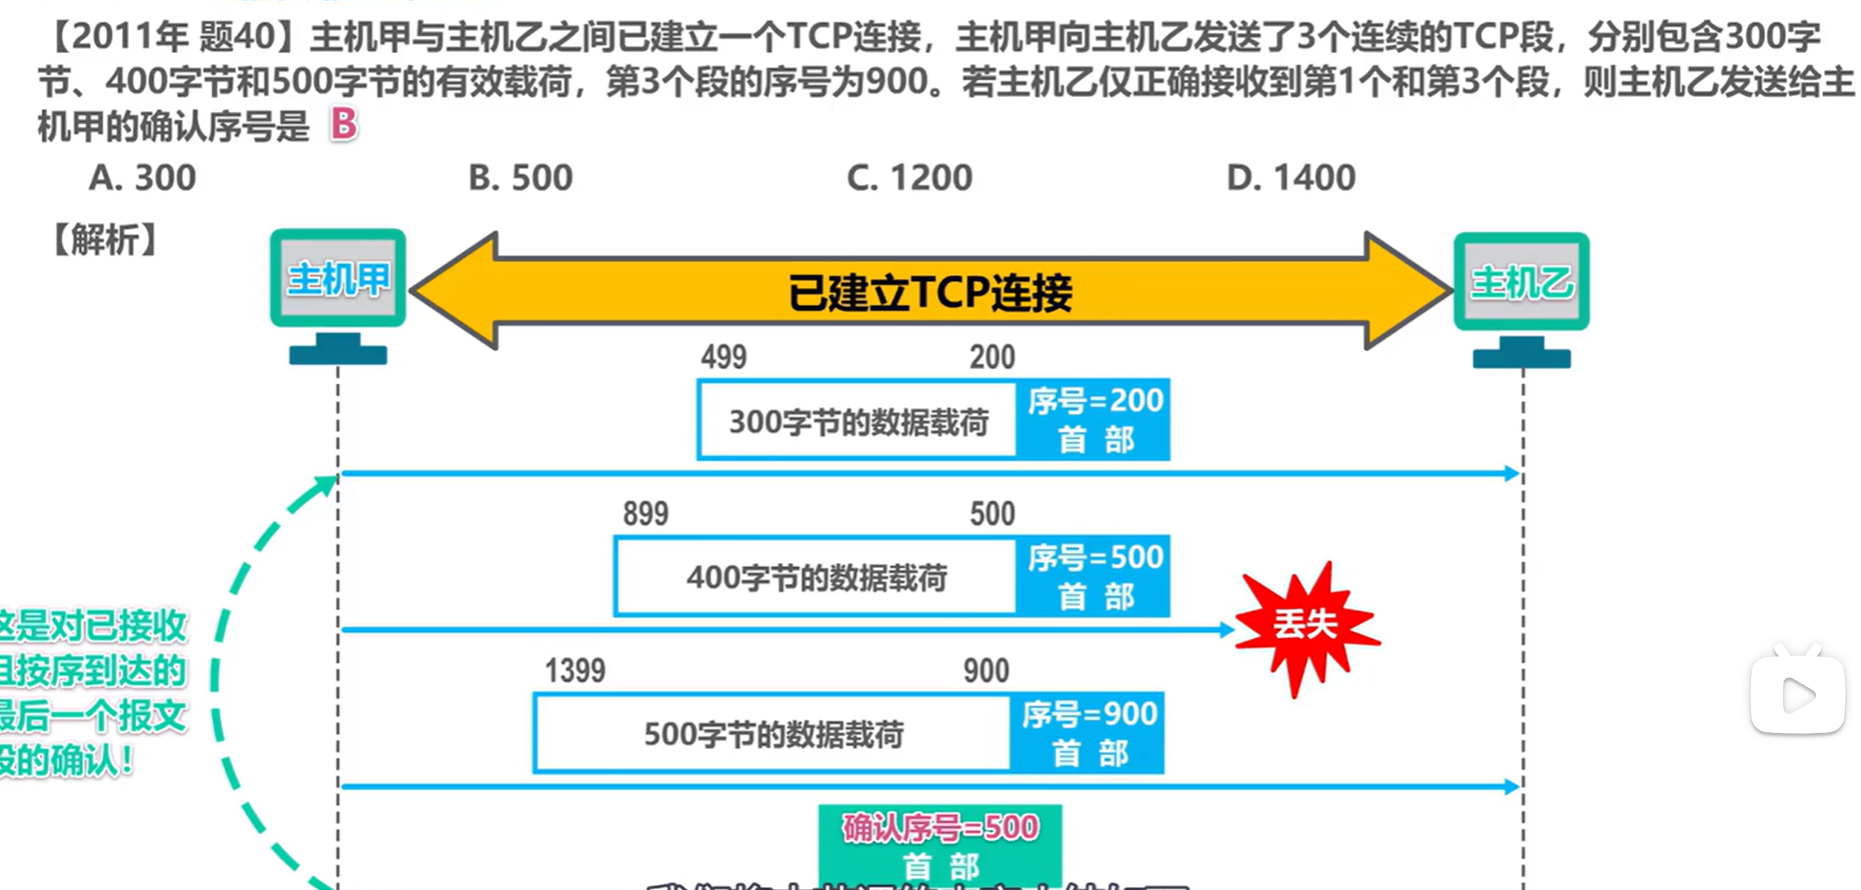 【2011年 题40】主机甲与主机乙之间已建立一个TCP连接，主机甲向主机乙发送了3个连续的TCP段，分别包含300字
节、400字节和500字节的有效载荷，第3个段的序号为900。若主机乙仅正确接收到第1个和第3个段，则主机乙发送给主
机甲的确认序号是 B
A. 300 B. 500 C. 1200 D. 1400
【解析】
主机甲 已建立TCP连接 主机乙
499 200
300字节的数据载荷 序号=200
首 部
899 500
400字节的数据载荷 序号=500
首 部
丢失
1399 900
500字节的数据载荷 序号=900
首 部
这是对已接收
且按序到达的
最后一个报文
段的确认！
确认序号=500
首 部